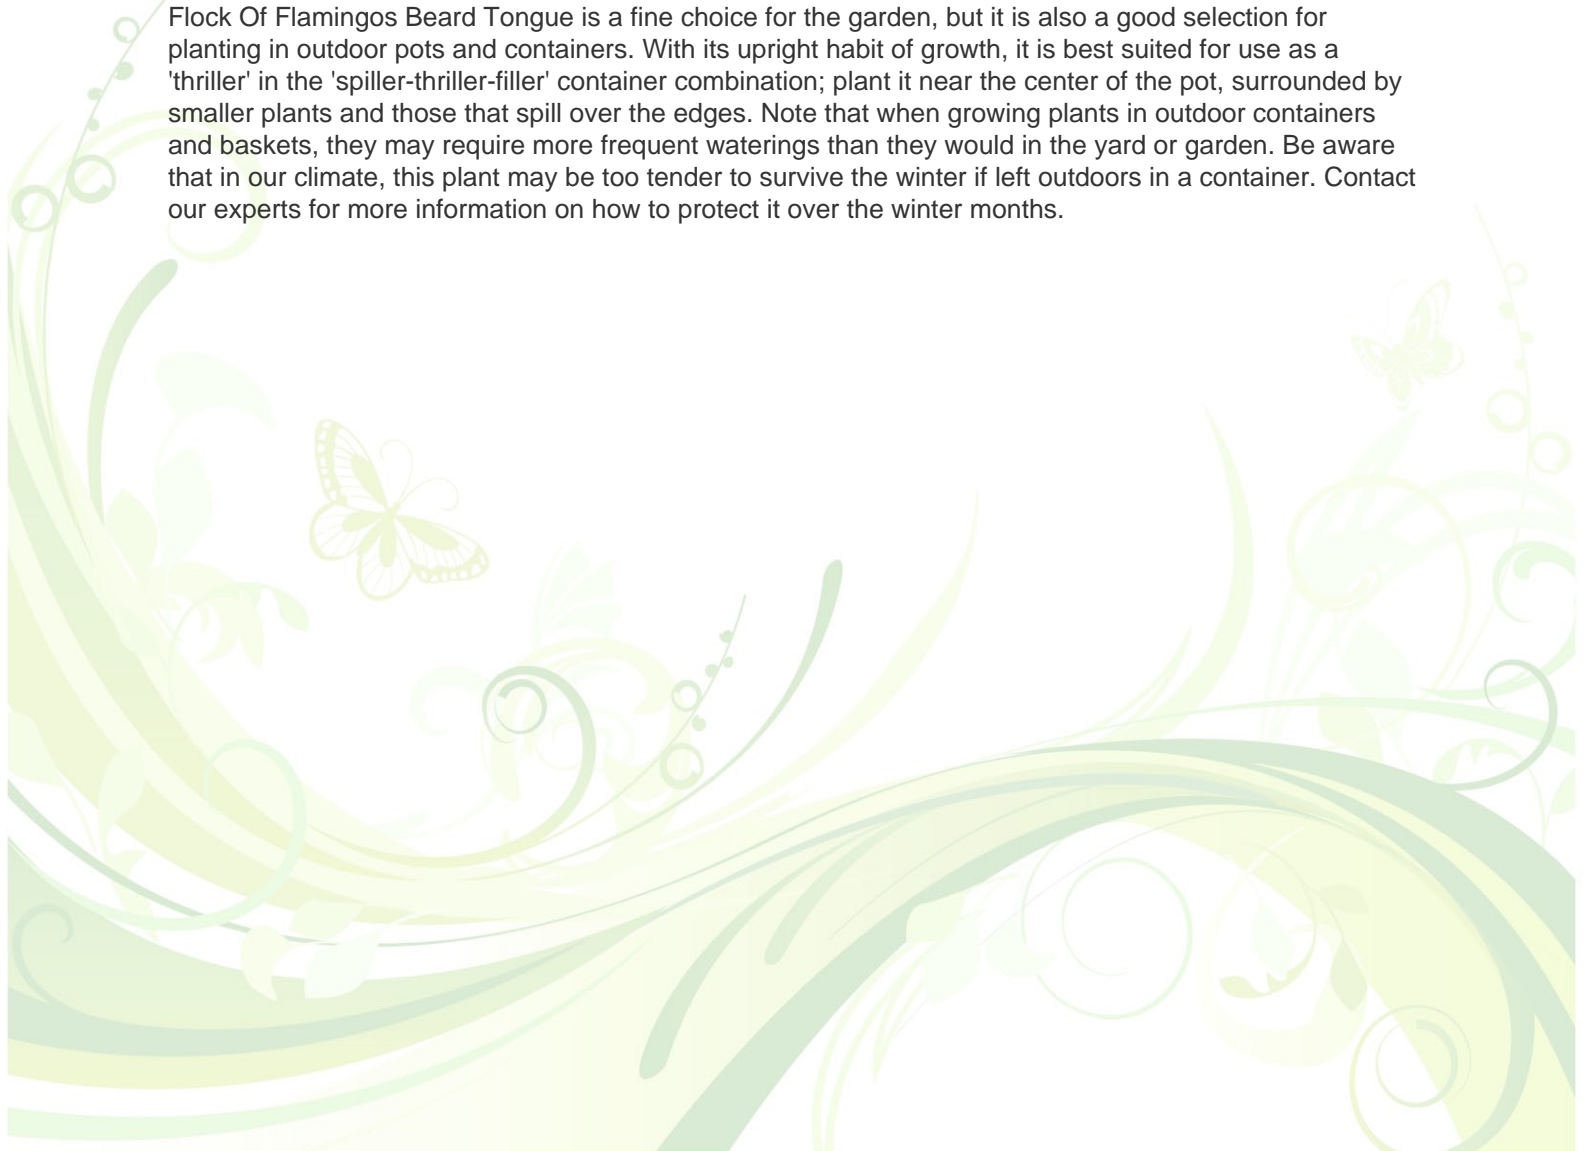 Flock Of Flamingos Beard Tongue is a fine choice for the garden, but it is also a good selection for
planting in outdoor pots and containers. With its upright habit of growth, it is best suited for use as a
'thriller' in the 'spiller-thriller-filler' container combination; plant it near the center of the pot, surrounded by
smaller plants and those that spill over the edges. Note that when growing plants in outdoor containers
and baskets, they may require more frequent waterings than they would in the yard or garden. Be aware
that in our climate, this plant may be too tender to survive the winter if left outdoors in a container. Contact
our experts for more information on how to protect it over the winter months.